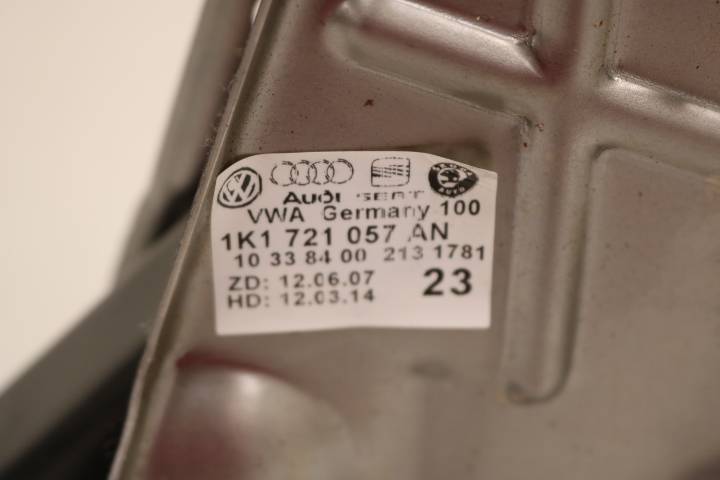 Audi SEAT
VWA Germany 100
1K1 721 057 AN
10 33 84 00 213 1781
ZD: 12.06.07 23
HD: 12.03.14